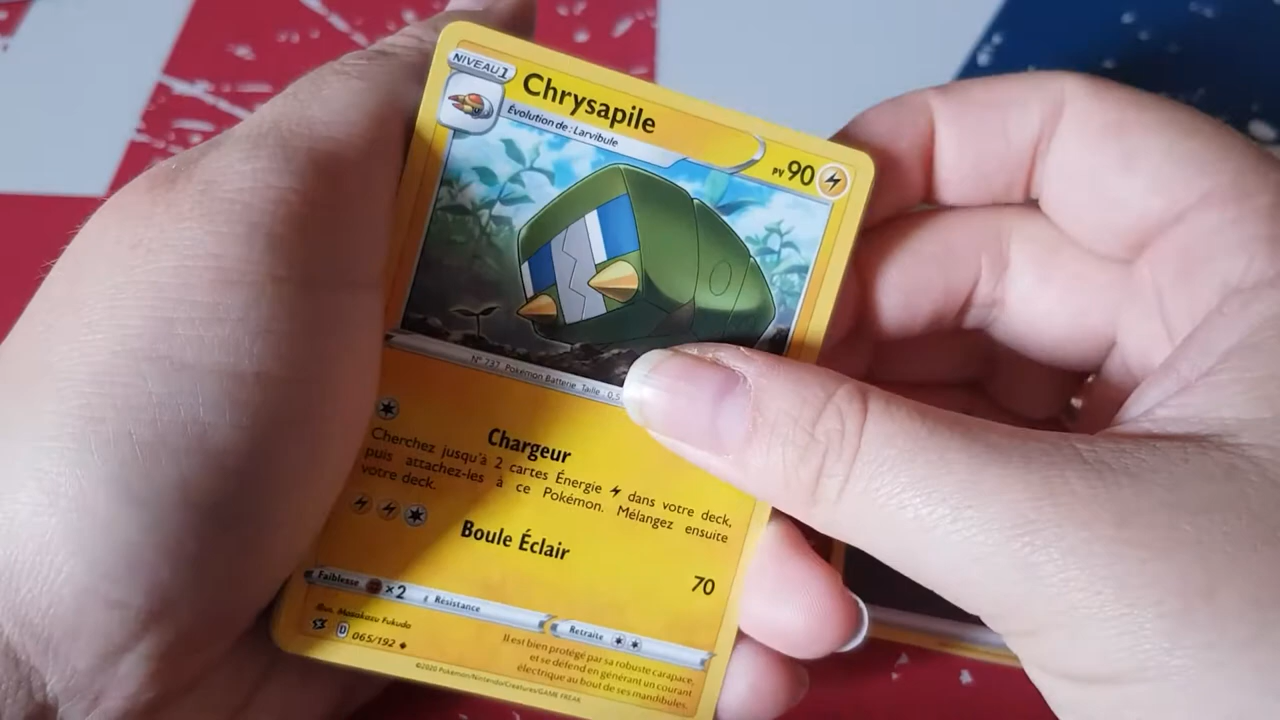 NIVEAU 1
Chrysapile
Évolution de : Larvibule
PV 90
N° 737 Pokémon Batterie Taille : 0,5
Chargeur
Cherchez jusqu'à 2 cartes Énergie dans votre deck,
puis attachez-les à ce Pokémon. Mélangez ensuite
votre deck.
Boule Éclair
70
Faiblesse ×2 Résistance
Retraite
Illus. Masakazu Fukuda
D 065/192
Il est bien protégé par sa robuste carapace,
et se défend en générant un courant
électrique au bout de ses mandibules.
©2020 Pokémon/Nintendo/Creatures/GAME FREAK